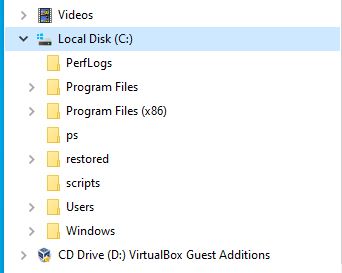 Videos
Local Disk (C:)
PerfLogs
Program Files
Program Files (x86)
ps
restored
scripts
Users
Windows
CD Drive (D:) VirtualBox Guest Additions